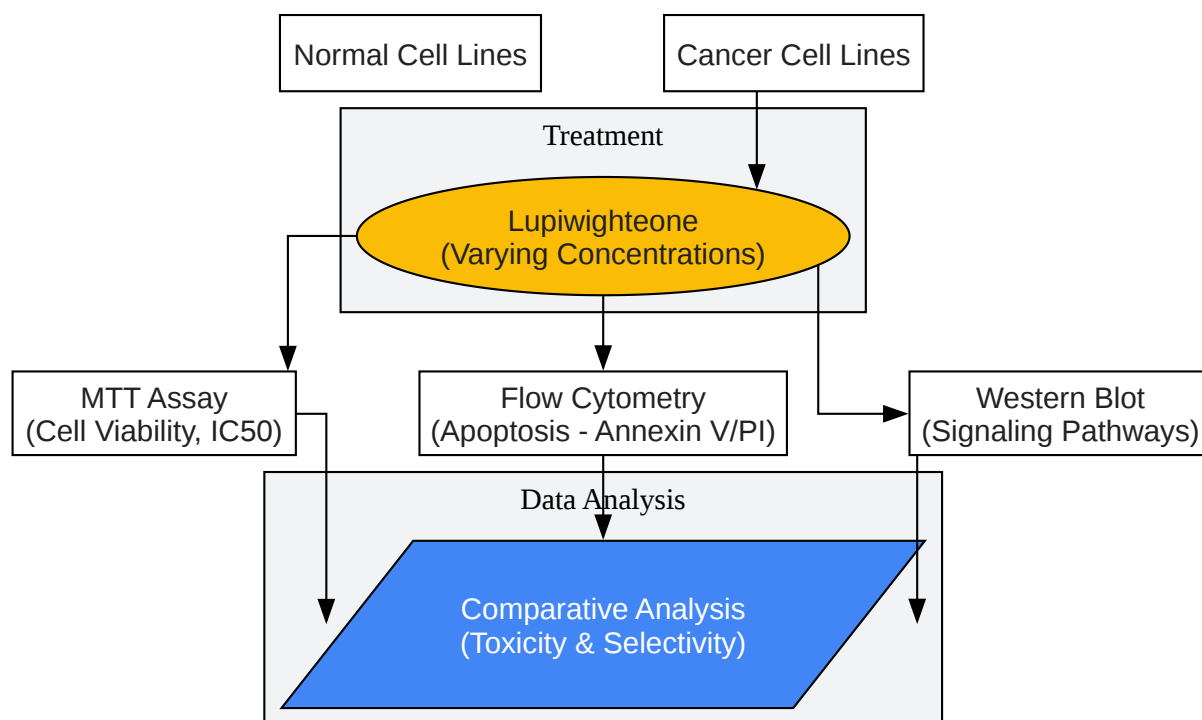 Normal Cell Lines
Cancer Cell Lines
Treatment
Lupiwighteone
(Varying Concentrations)
MTT Assay
(Cell Viability, IC50)
Flow Cytometry
(Apoptosis - Annexin V/PI)
Western Blot
(Signaling Pathways)
Data Analysis
Comparative Analysis
(Toxicity & Selectivity)